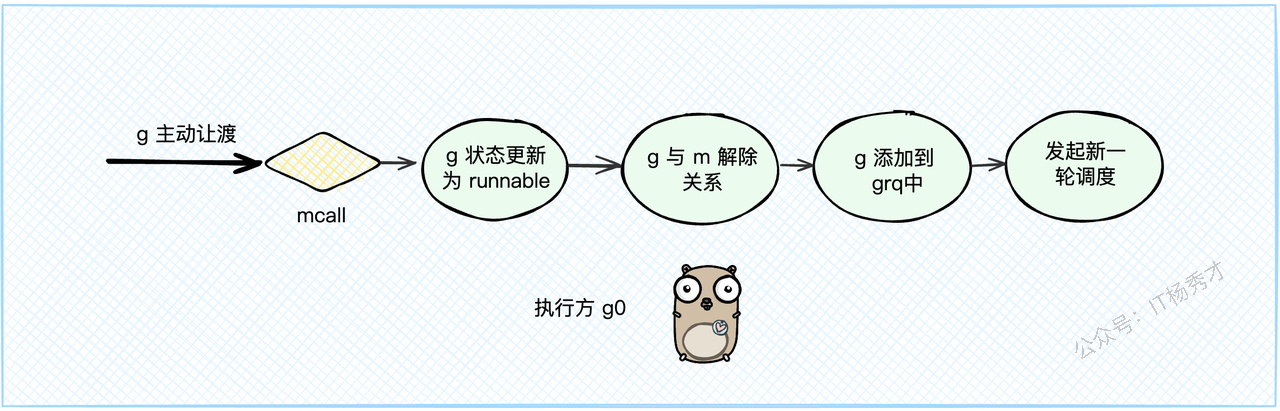 g 主动让渡
mcall
g 状态更新
为 runnable
g 与 m 解除
关系
g 添加到
grq中
发起新一
轮调度
执行方 g0
公众号：IT杨秀才